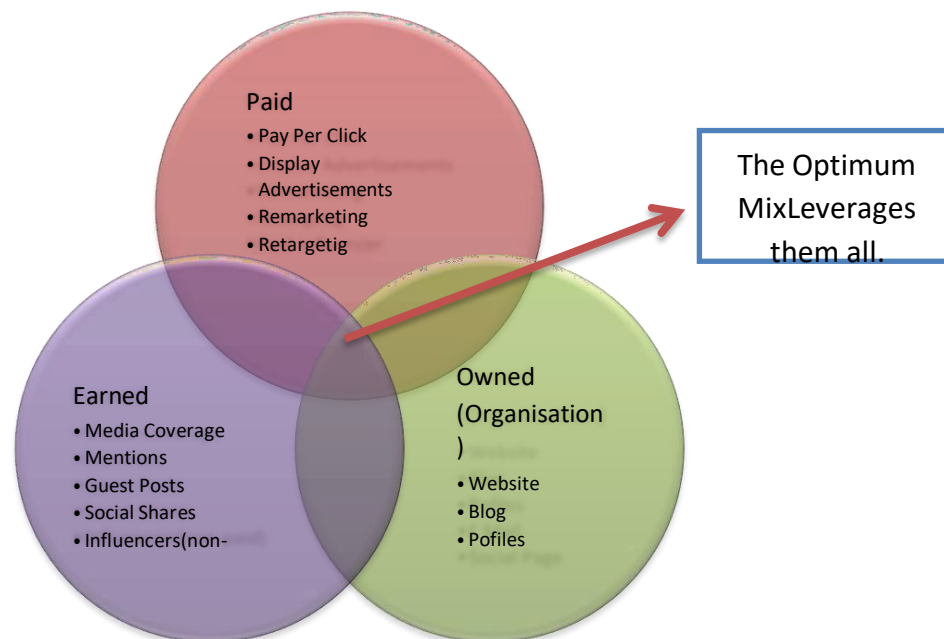 Paid
• Pay Per Click
• Display
• Advertisements
• Remarketing
• Retargetig
The Optimum
MixLeverages
them all.
Earned
• Media Coverage
• Mentions
• Guest Posts
• Social Shares
• Influencers(non-
Owned
(Organisation
)
• Website
• Blog
• Pofiles